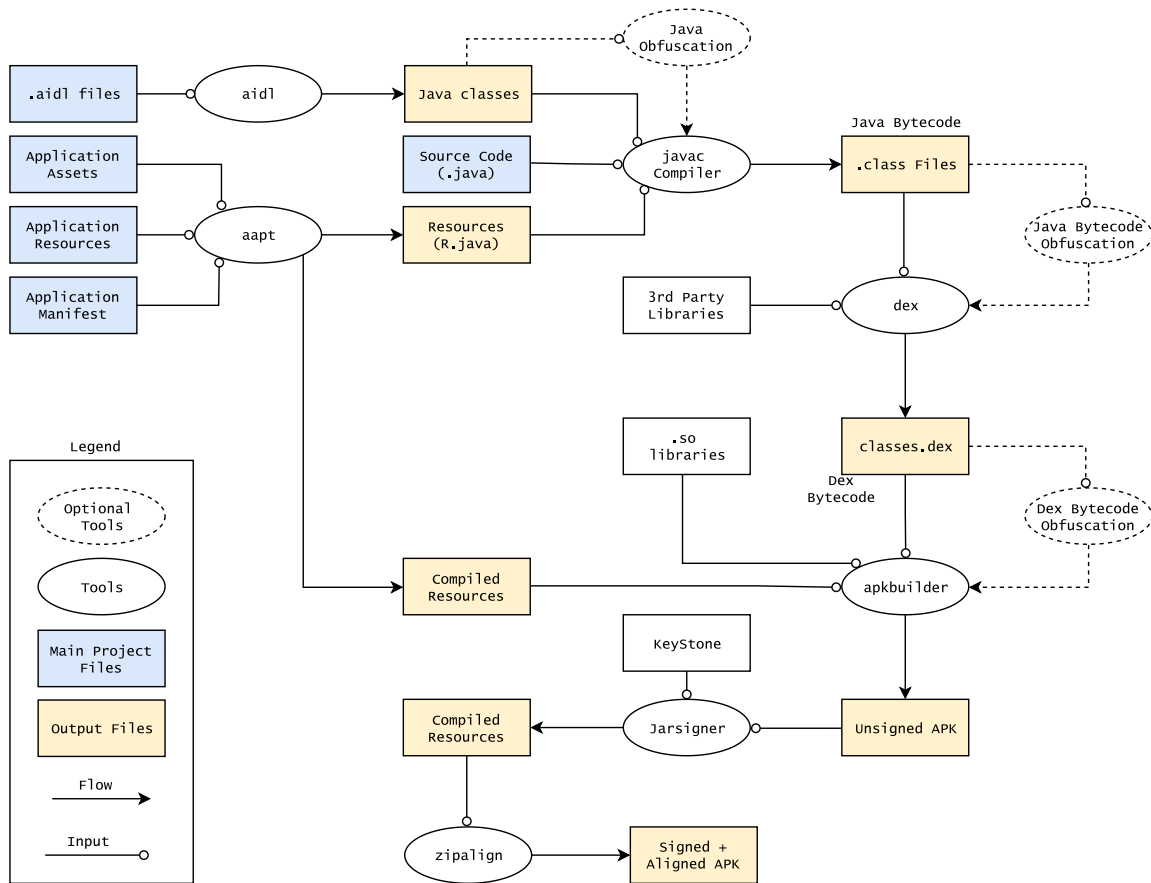 Java
Obfuscation
.aidl files
aidl
Java classes
Application
Assets
Source Code
(.java)
javac
Compiler
Java Bytecode
.class Files
Application
Resources
aapt
Resources
(R.java)
Java Bytecode
Obfuscation
Application
Manifest
3rd Party
Libraries
dex
Legend
.so
libraries
classes.dex
Dex
Bytecode
Optional
Tools
Dex Bytecode
Obfuscation
Tools
Compiled
Resources
apkbuilder
Main Project
Files
KeyStone
Output Files
Compiled
Resources
Jarsigner
Unsigned APK
Flow
Input
zipalign
Signed +
Aligned APK